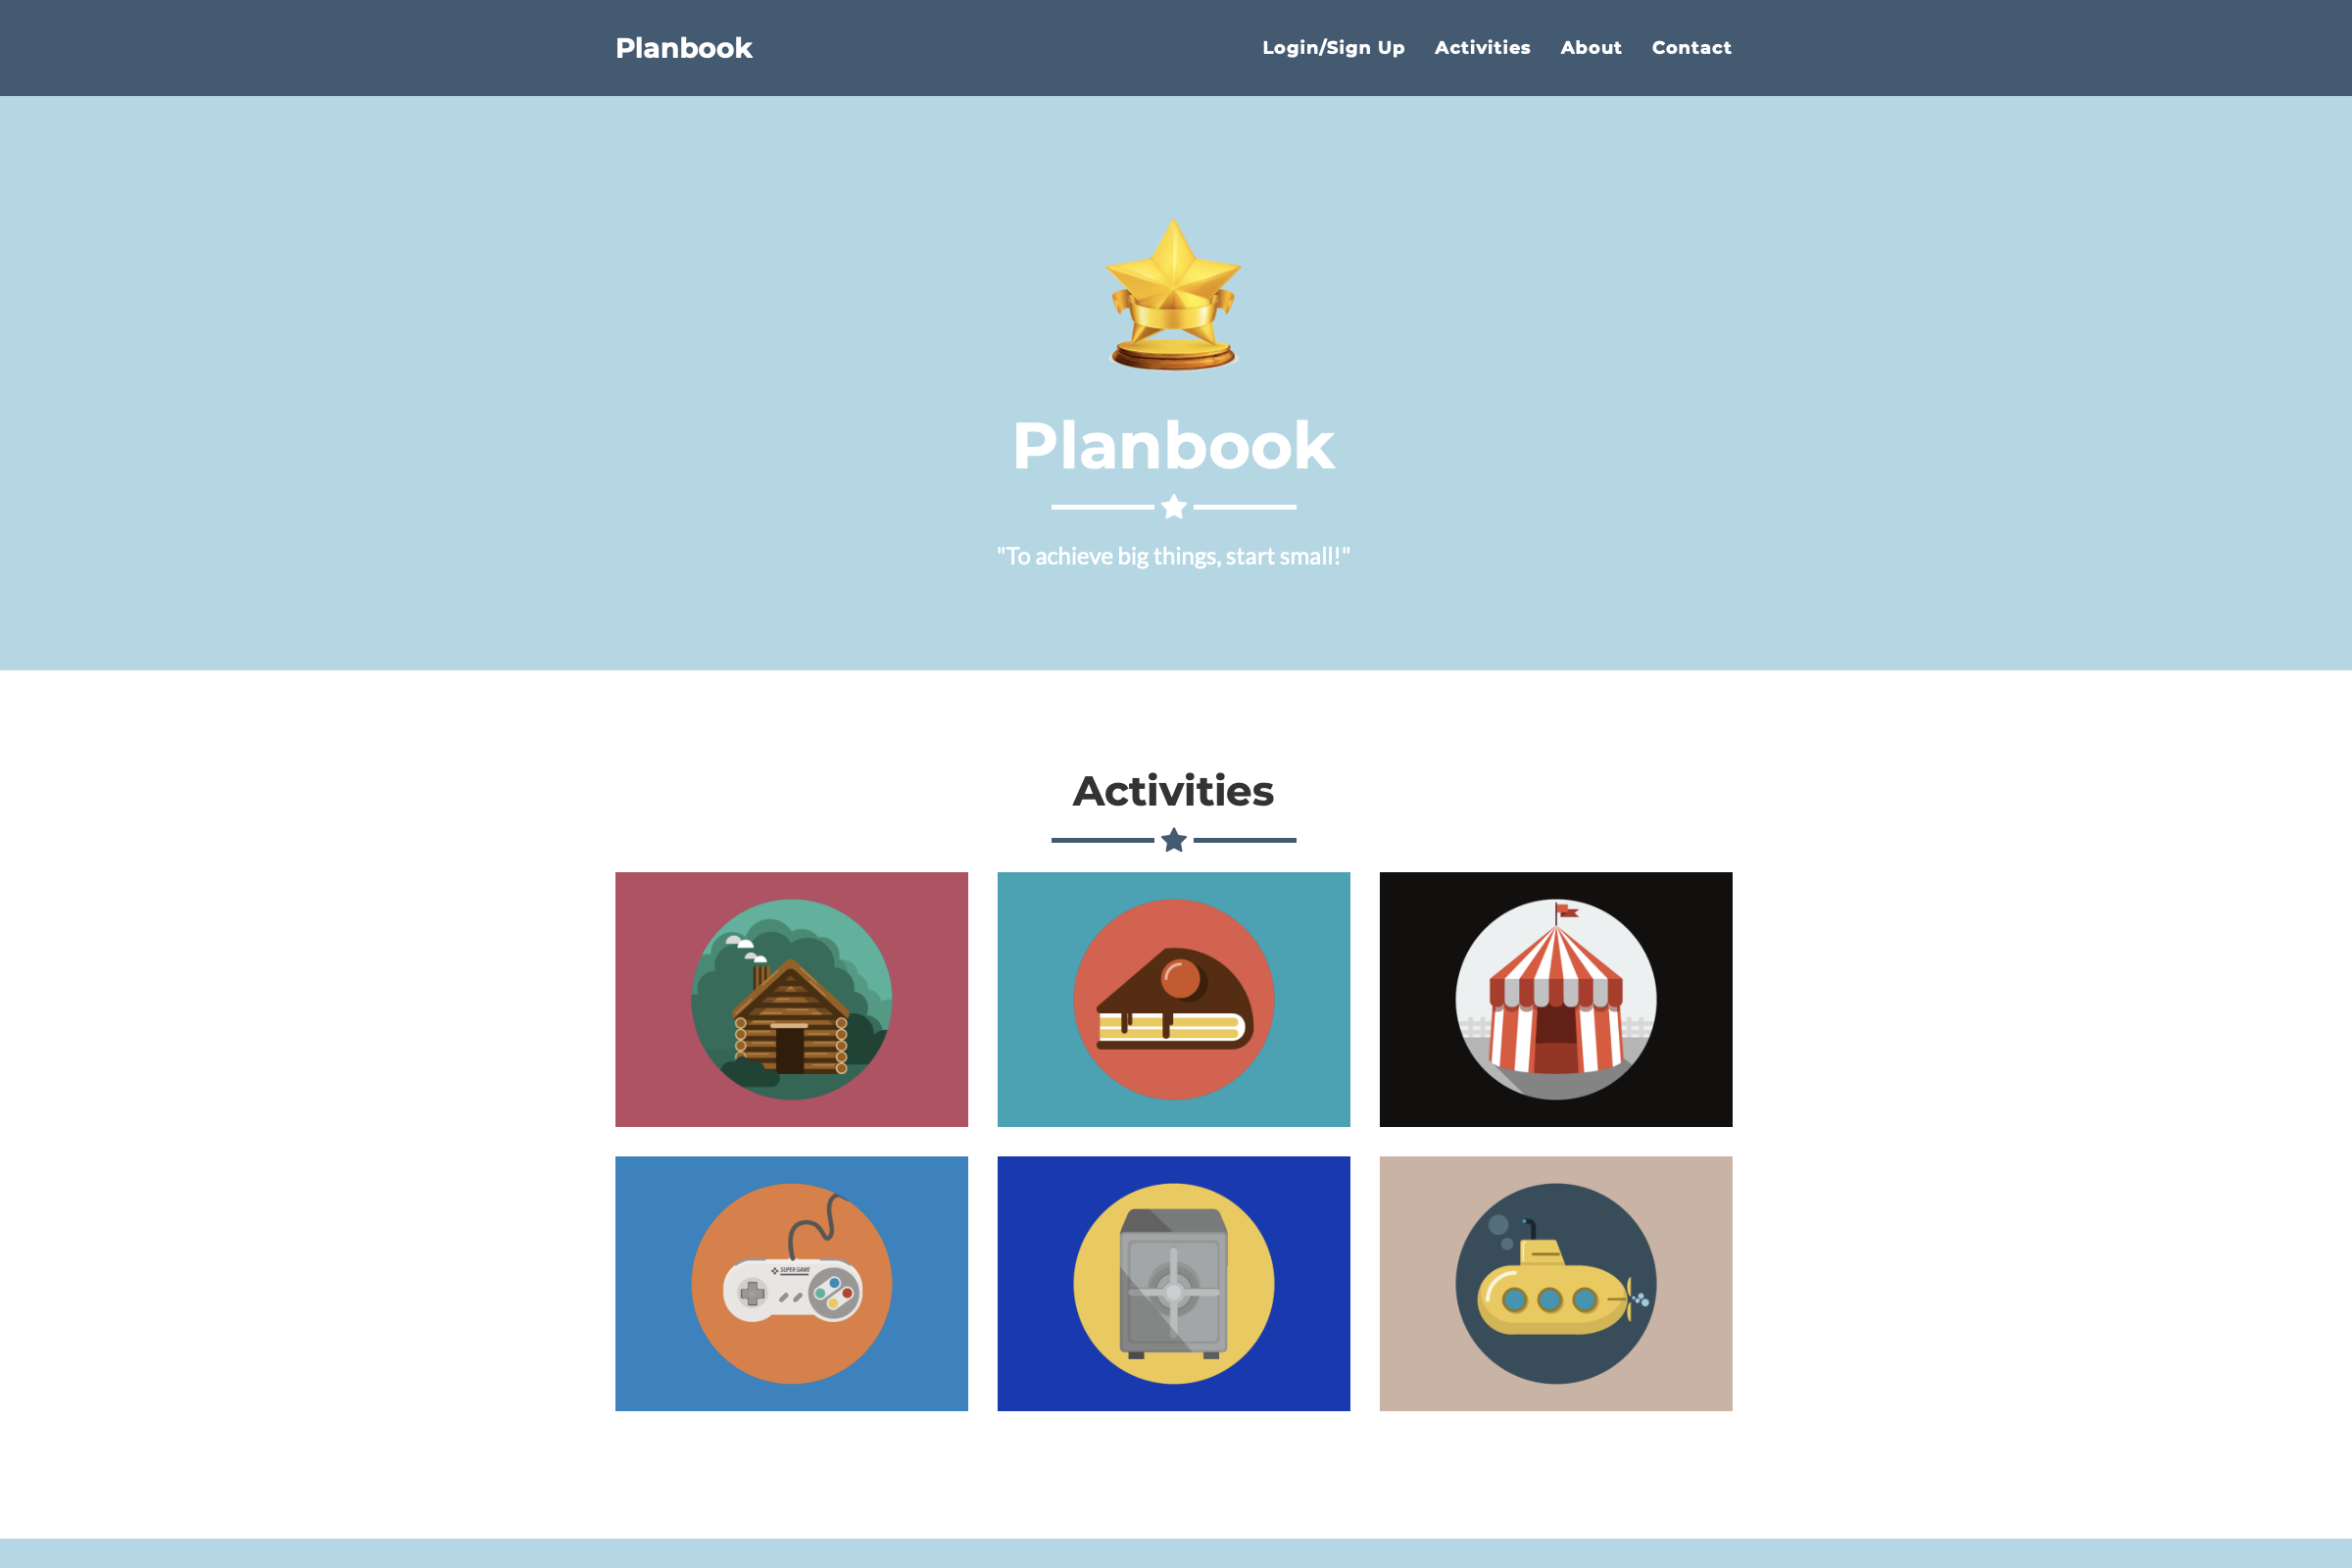 Planbook
Login/Sign Up Activities About Contact
Planbook
"To achieve big things, start small!"
Activities
SUPER GAME